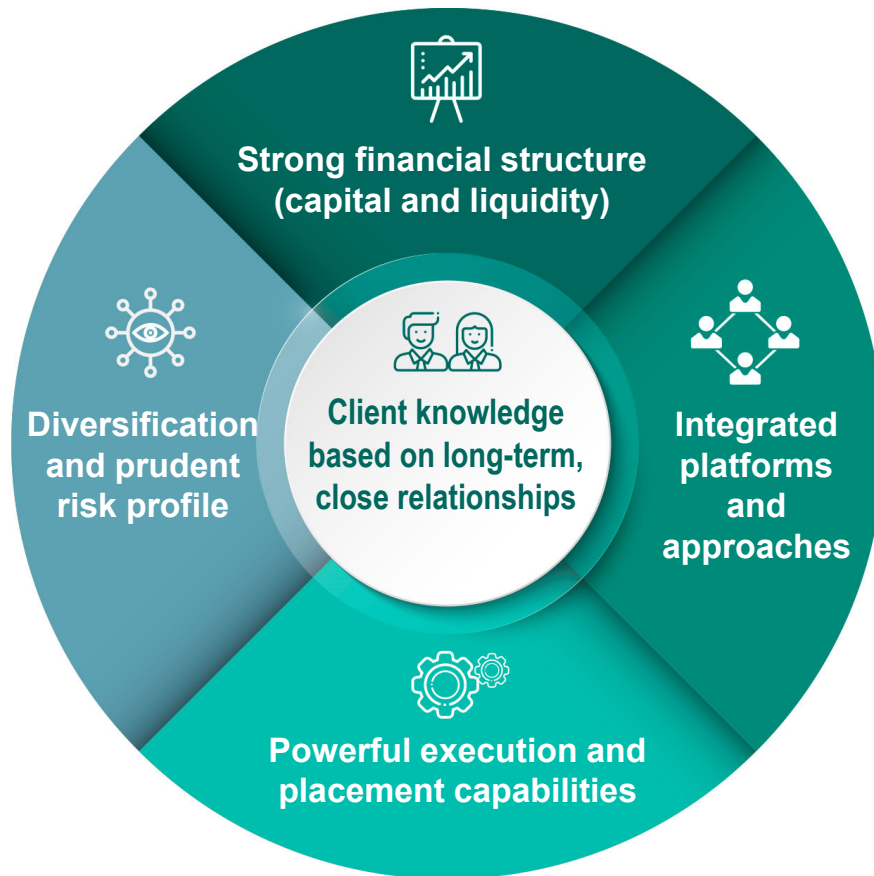 Strong financial structure
(capital and liquidity)
Diversification
and prudent
risk profile
Client knowledge
based on long-term,
close relationships
Integrated
platforms
and
approaches
Powerful execution and
placement capabilities